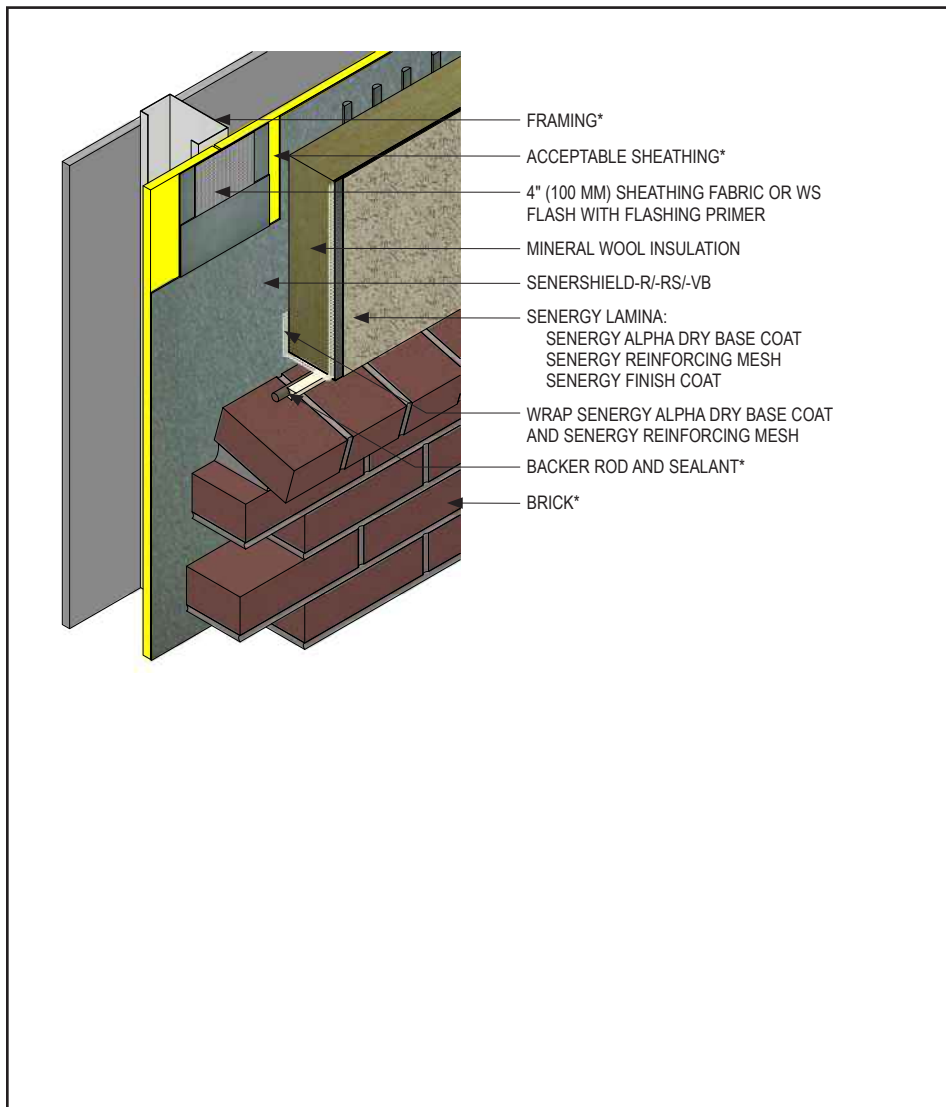 FRAMING*
ACCEPTABLE SHEATHING*
4" (100 MM) SHEATHING FABRIC OR WS
FLASH WITH FLASHING PRIMER
MINERAL WOOL INSULATION
SENERSHIELD-R/-RS/-VB
SENERGY LAMINA:
SENERGY ALPHA DRY BASE COAT
SENERGY REINFORCING MESH
SENERGY FINISH COAT
WRAP SENERGY ALPHA DRY BASE COAT
AND SENERGY REINFORCING MESH
BACKER ROD AND SEALANT*
BRICK*